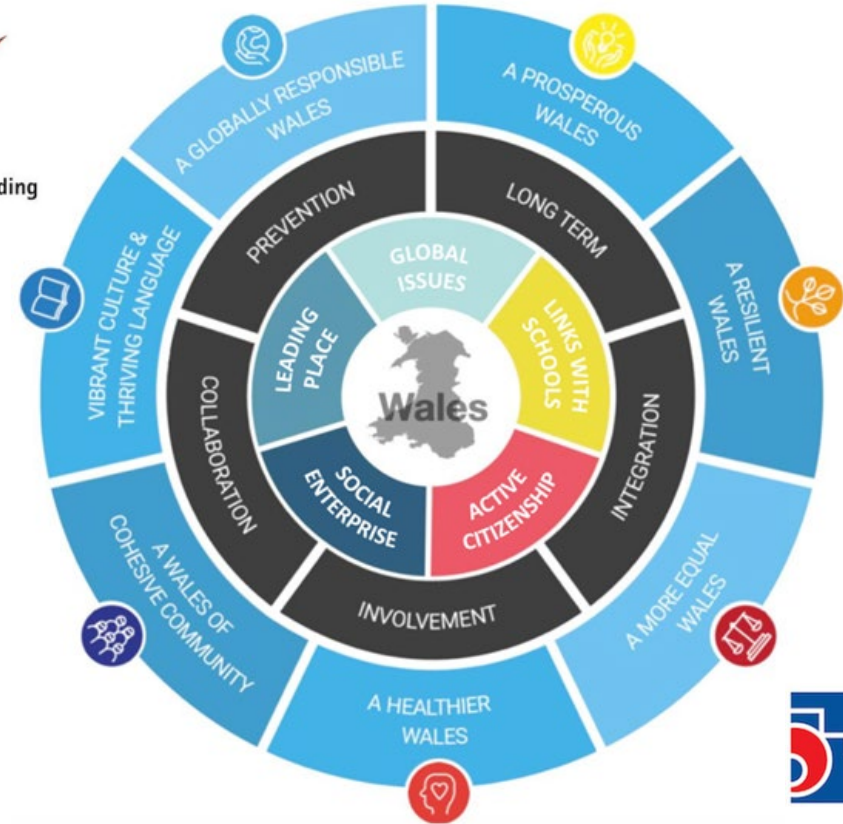 ding
A GLOBALLY RESPONSIBLE
WALES
A PROSPEROUS
WALES
A RESILIENT
WALES
A MORE EQUAL
WALES
A HEALTHIER
WALES
A WALES OF
COHESIVE COMMUNITY
VIBRANT CULTURE &
THRIVING LANGUAGE
PREVENTION
LONG TERM
INTEGRATION
INVOLVEMENT
COLLABORATION
GLOBAL
ISSUES
LINKS WITH
SCHOOLS
ACTIVE
CITIZENSHIP
SOCIAL
ENTERPRISE
LEADING
PLACE
Wales